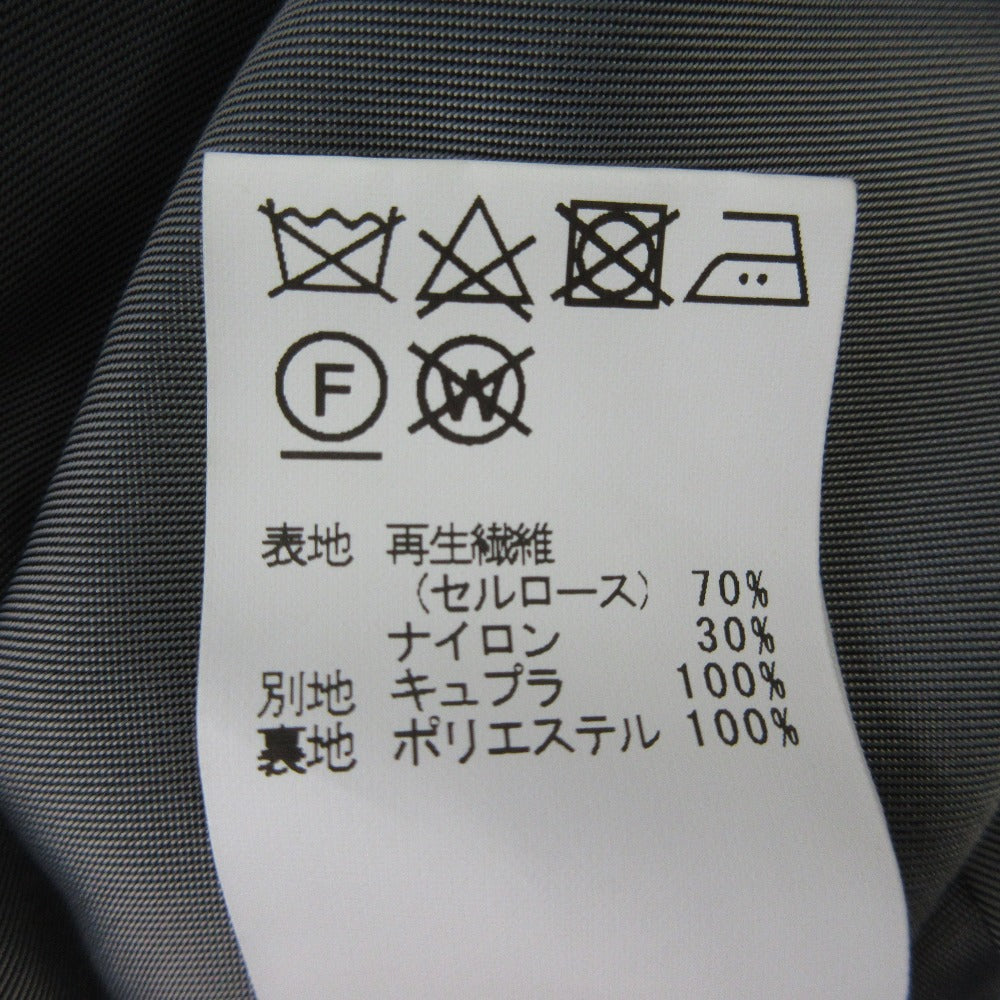 F W
表地 再生繊維
(セルロース) 70%
ナイロン 30%
別地 キュプラ 100%
裏地 ポリエステル 100%